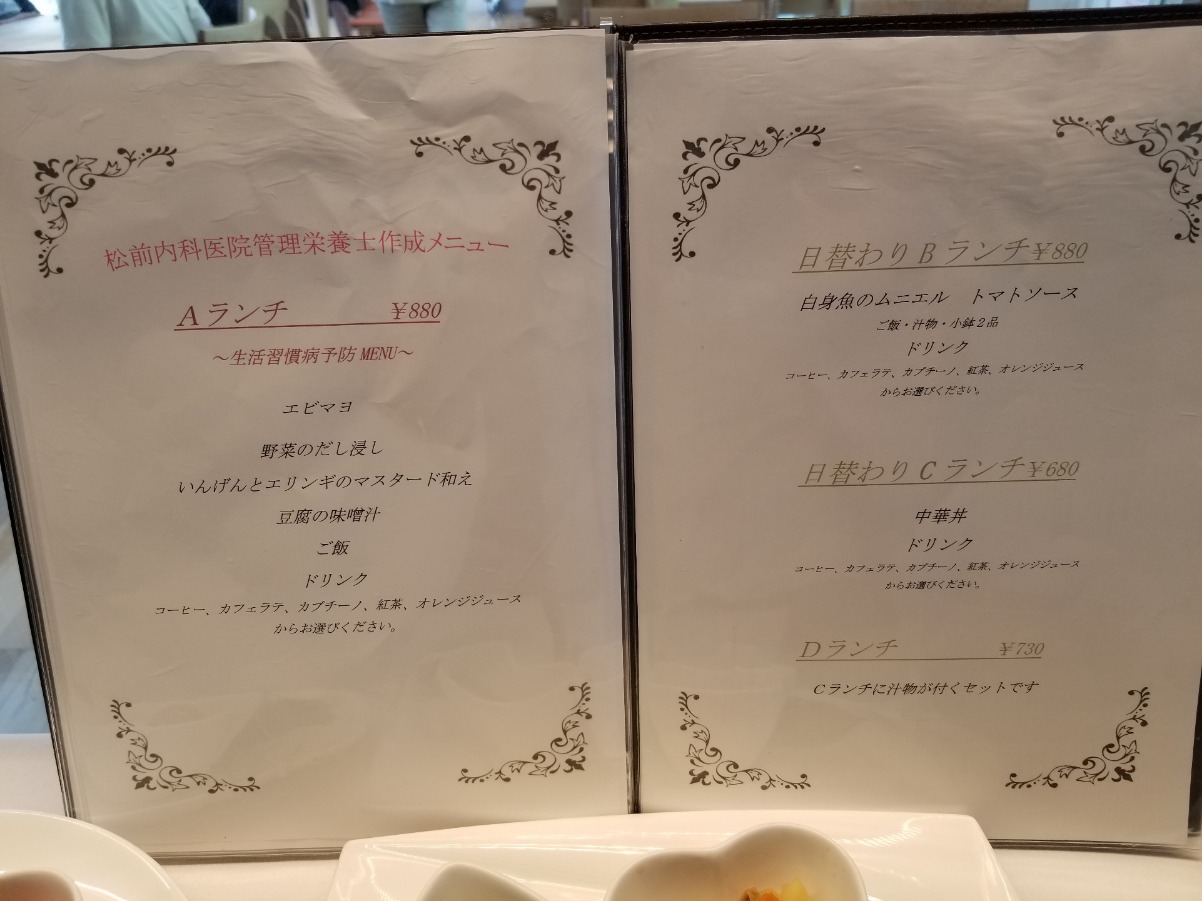 松前内科医院管理栄養士作成メニュー
Aランチ ¥880
～生活習慣病予防MENU～
エビマヨ
野菜のだし浸し
いんげんとエリンギのマスタード和え
豆腐の味噌汁
ご飯
ドリンク
コーヒー、カフェラテ、カプチーノ、紅茶、オレンジジュース
からお選びください。
日替わりBランチ¥880
白身魚のムニエル　トマトソース
ご飯・汁物・小鉢2品
ドリンク
コーヒー、カフェラテ、カプチーノ、紅茶、オレンジジュース
からお選びください。
日替わりCランチ¥680
中華丼
ドリンク
コーヒー、カフェラテ、カプチーノ、紅茶、オレンジジュース
からお選びください。
Dランチ ¥730
Cランチに汁物が付くセットです